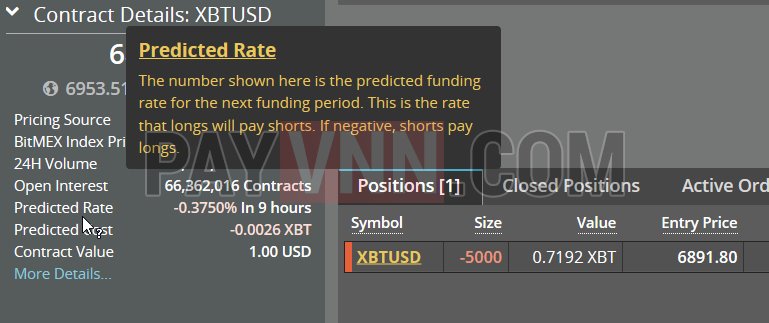 Contract Details: XBTUSD
6
6953.51
Predicted Rate
The number shown here is the predicted funding
rate for the next funding period. This is the rate
that longs will pay shorts. If negative, shorts pay
longs.
Pricing Source
BitMEX Index Pri
24H Volume
Open Interest 66,362,016 Contracts
Predicted Rate -0.3750% In 9 hours
Predicted -0.0026 XBT
Contract Value 1.00 USD
More Details...
Positions [1] Closed Positions Active Ord
Symbol Size Value Entry Price
XBTUSD -5000 0.7192 XBT 6891.80
PAYVNN.COM